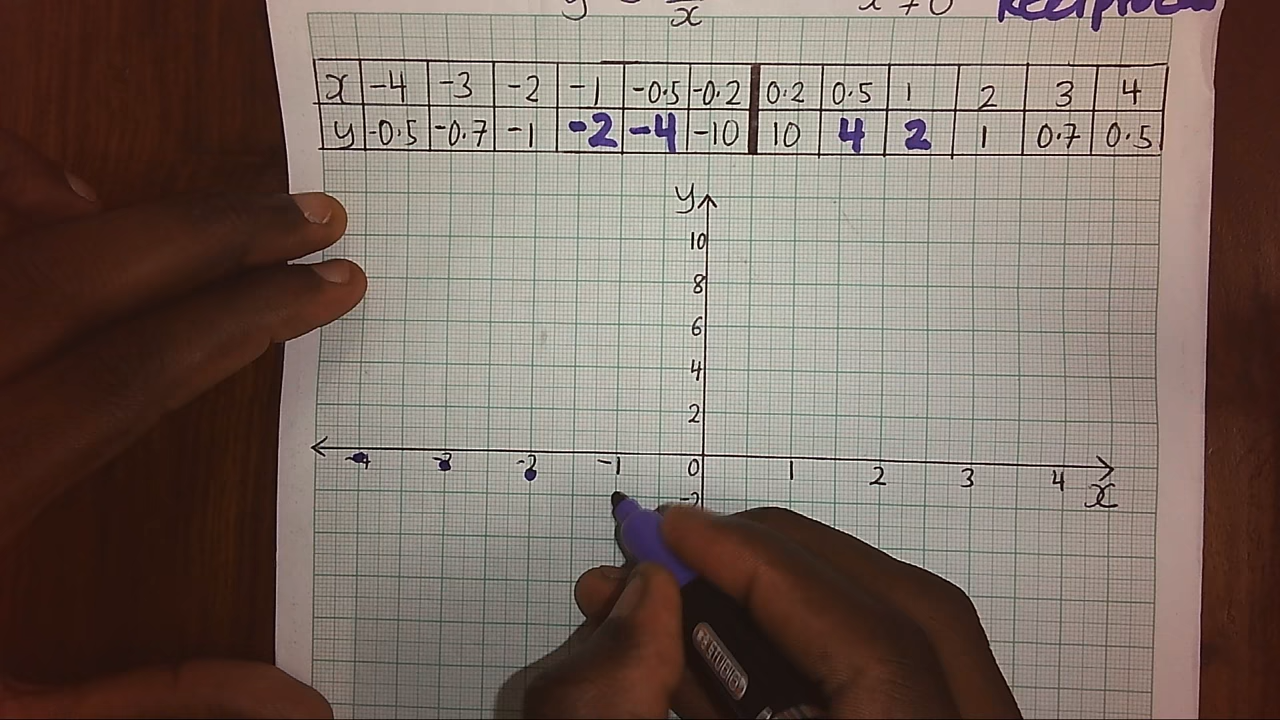 y
x
x ≠ 0
x -4 -3 -2 -1 -0.5 -0.2 0.2 0.5 1 2 3 4
y -0.5 -0.7 -1 -2 -4 -10 10 4 2 1 0.7 0.5
y
10
8
6
4
2
-4 -3 -2 -1 0 1 2 3 4 x
-2